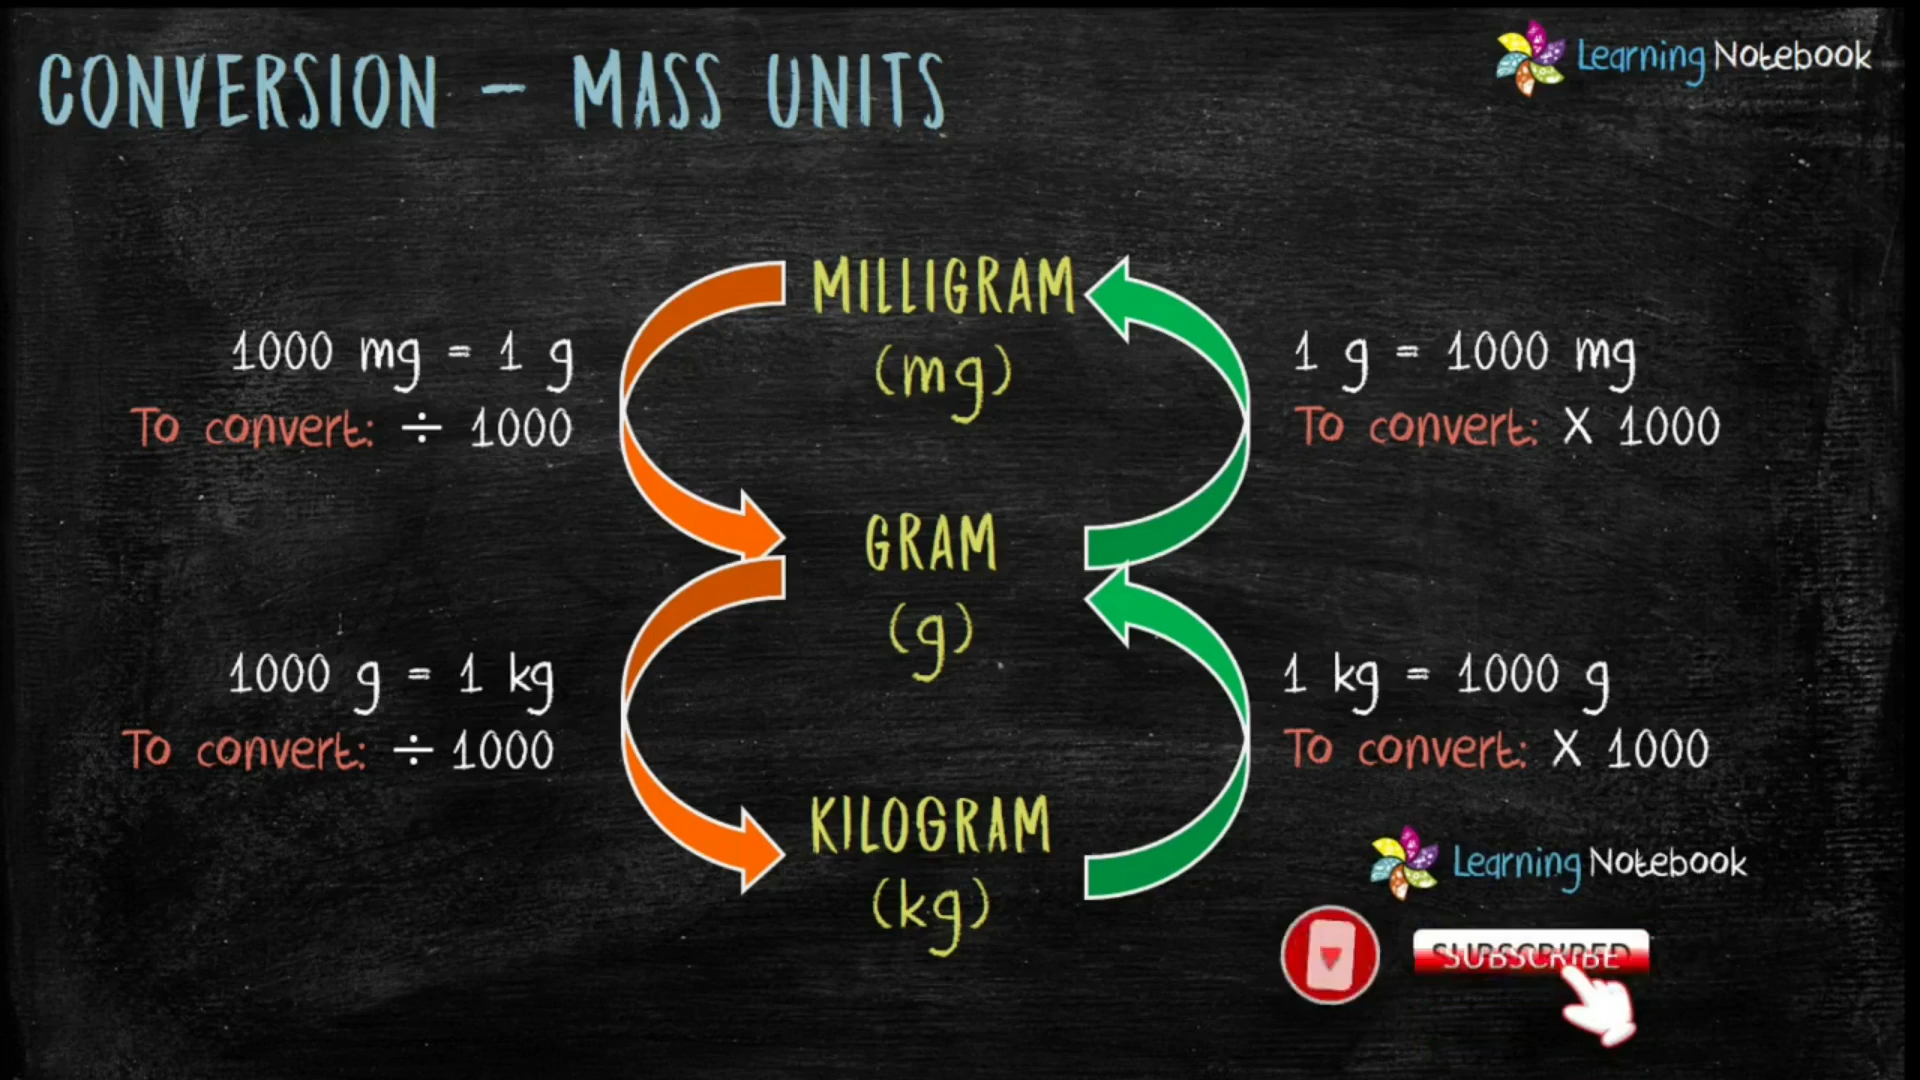 CONVERSION – MASS UNITS
Learning Notebook
MILLIGRAM
(mg)
1000 mg = 1 g
To convert: ÷ 1000
1 g = 1000 mg
To convert: X 1000
GRAM
(g)
1000 g = 1 kg
To convert: ÷ 1000
1 kg = 1000 g
To convert: X 1000
KILOGRAM
(kg)
Learning Notebook